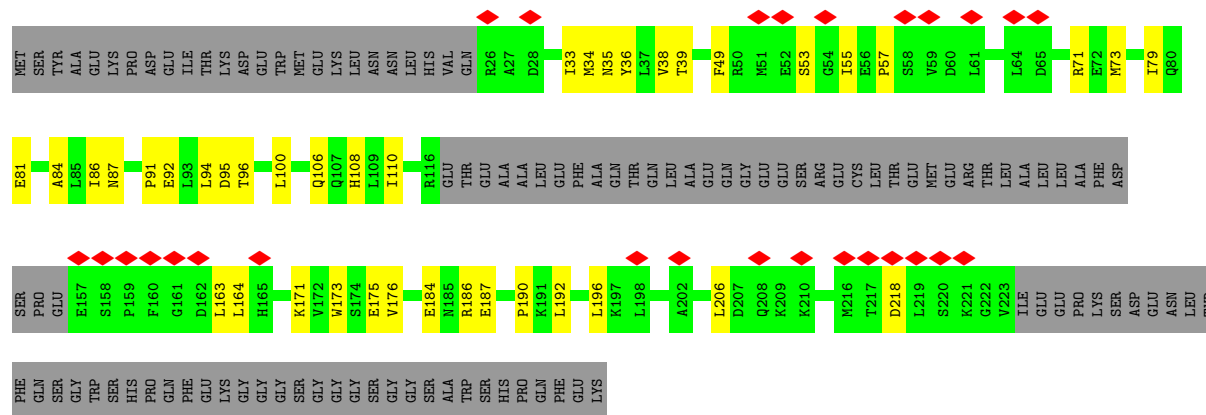 MET SER TYR ALA GLU LYS PRO ASP GLU ILE THR LYS ASP GLU TRP MET GLU LYS LEU ASN ASN LEU HIS VAL GLN R26 A27 D28 I33 M34 N35 Y36 L37 V38 T39 F49 R50 M51 E52 S53 G54 I55 E56 P57 S58 V59 D60 L61 L64 D65 R71 E72 M73 I79 Q80
E81 A84 L85 I86 N87 P91 E92 L93 L94 D95 T96 L100 Q106 Q107 H108 L109 I110 R116 GLU THR GLU ALA ALA LEU GLU PHE ALA GLN THR GLN LEU ALA GLU GLN GLY GLU GLU SER ARG GLU CYS LEU THR GLU MET GLU ARG THR LEU ALA LEU LEU ALA PHE ASP
SER PRO GLU E157 S158 P159 F160 G161 D162 L163 L164 H165 K171 V172 W173 S174 E175 V176 E184 N185 R186 E187 P190 K191 L192 L196 K197 L198 A202 L206 D207 Q208 K209 K210 M216 T217 D218 L219 S220 K221 G222 V223 ILE GLU GLU PRO LYS SER ASP GLU ASN LEU
PHE GLN SER GLY TRP SER HIS PRO GLN PHE GLU LYS GLY GLY GLY SER GLY GLY GLY SER GLY GLY SER ALA TRP SER HIS PRO GLN PHE GLU LYS